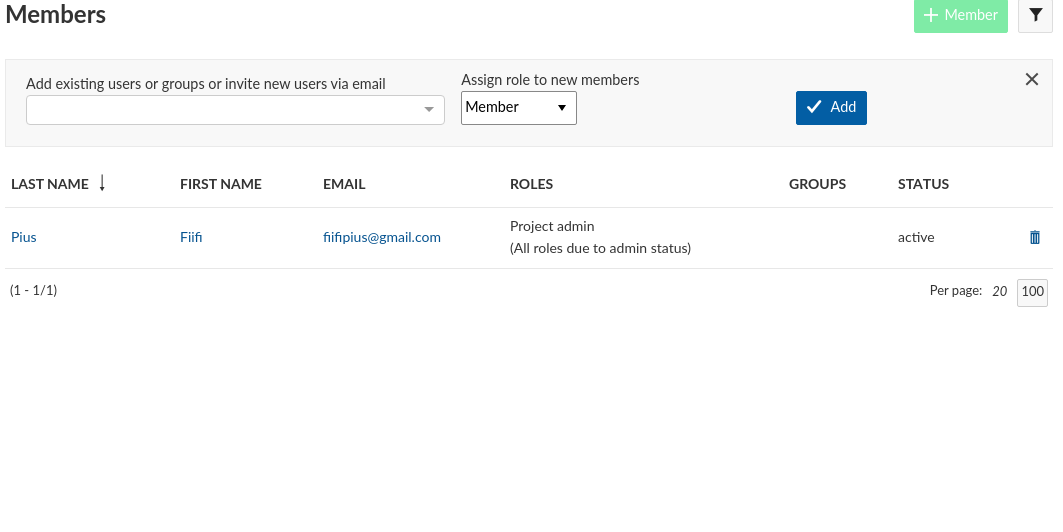 Members
Member
Add existing users or groups or invite new users via email
Assign role to new members
Member
Add
LAST NAME FIRST NAME EMAIL ROLES GROUPS STATUS
Pius Fiifi fiifipius@gmail.com Project admin active
(All roles due to admin status)
(1 - 1/1) Per page: 20 100